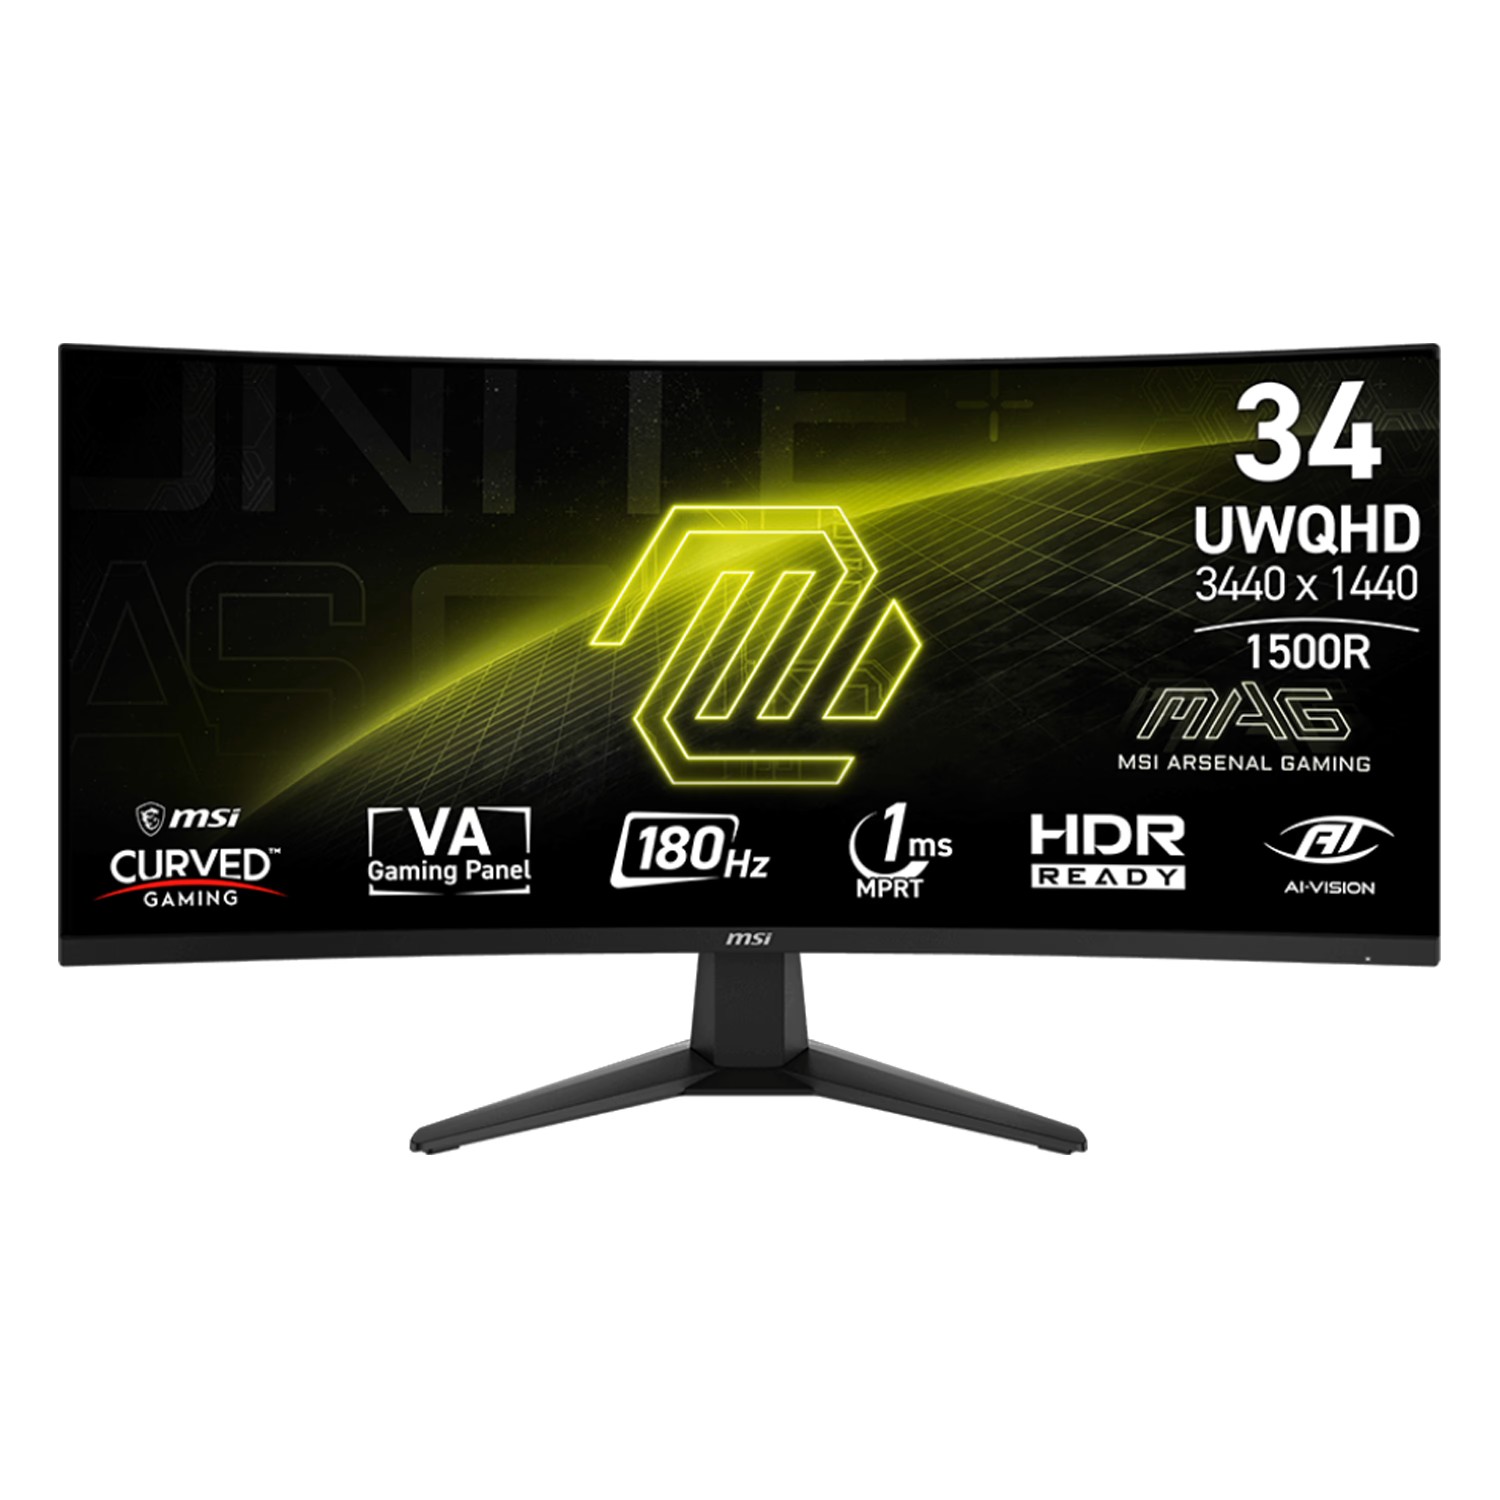 UNITE+
34
UWQHD
3440 x 1440
1500R
MAG
MSI ARSENAL GAMING
msi
CURVED™
GAMING
VA
Gaming Panel
180Hz
1ms
MPRT
HDR
READY
AI
AI-VISION
msi